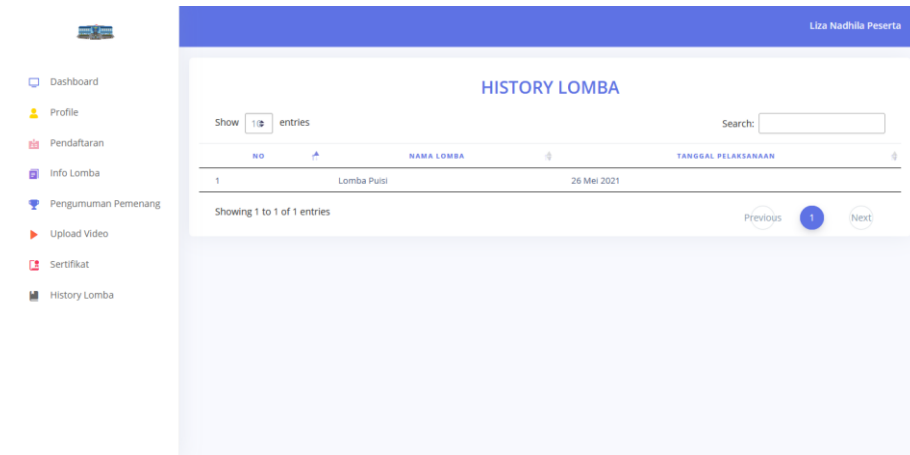 Liza Nadhila Peserta
Dashboard
Profile
Pendaftaran
Info Lomba
Pengumuman Pemenang
Upload Video
Sertifikat
History Lomba
HISTORY LOMBA
Show 10 entries
Search:
NO NAMA LOMBA TANGGAL PELAKSANAAN
1 Lomba Puisi 26 Mei 2021
Showing 1 to 1 of 1 entries
Previous 1 Next